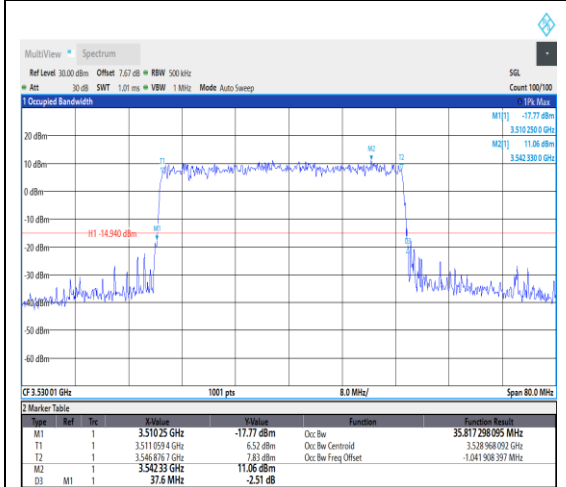 MultiView Spectrum
Ref Level 30.00 dBm Offset 7.67 dB RBW 500 kHz SGL
Att 30 dB SWT 1.01 ms VBW 1 MHz Mode Auto Sweep Count 100/100
1 Occupied Bandwidth 1Pk Max
M1[1] -17.77 dBm
3.510 250 0 GHz
M2[1] 11.06 dBm
3.542 330 0 GHz
20 dBm
M2
T1 T2
10 dBm
0 dBm
-10 dBm
M1
H1 -14.940 dBm
D3
-20 dBm
-30 dBm
-40 dBm
-50 dBm
-60 dBm
CF 3.530 01 GHz 1001 pts 8.0 MHz/ Span 80.0 MHz
2 Marker Table
Type Ref Trc X-Value Y-Value Function Function Result
M1 1 3.510 25 GHz -17.77 dBm Occ Bw 35.817 298 095 MHz
T1 1 3.511 059 4 GHz 6.52 dBm Occ Bw Centroid 3.528 968 092 GHz
T2 1 3.546 876 7 GHz 7.83 dBm Occ Bw Freq Offset -1.041 908 397 MHz
M2 1 3.542 33 GHz 11.06 dBm
D3 M1 1 37.6 MHz -2.51 dB